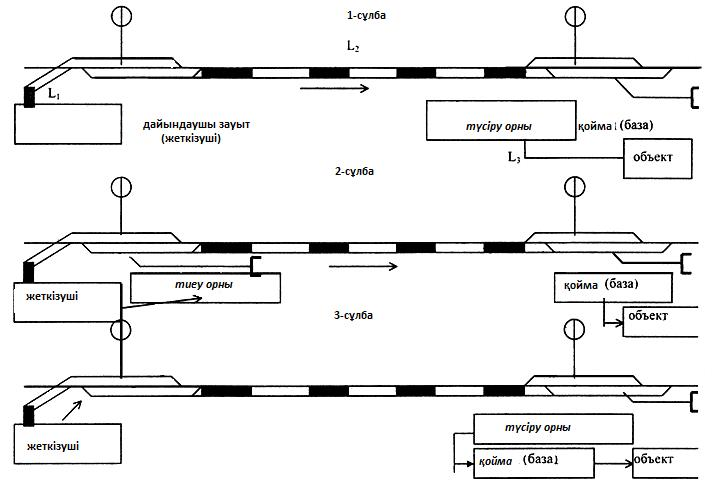 1-сұлба
L2
L1
дайындаушы зауыт
(жеткізуші)
түсіру орны
қойма (база)
L3
объект
2-сұлба
жеткізуші
тиеу орны
қойма (база)
объект
3-сұлба
жеткізуші
түсіру орны
қойма (база)
объект